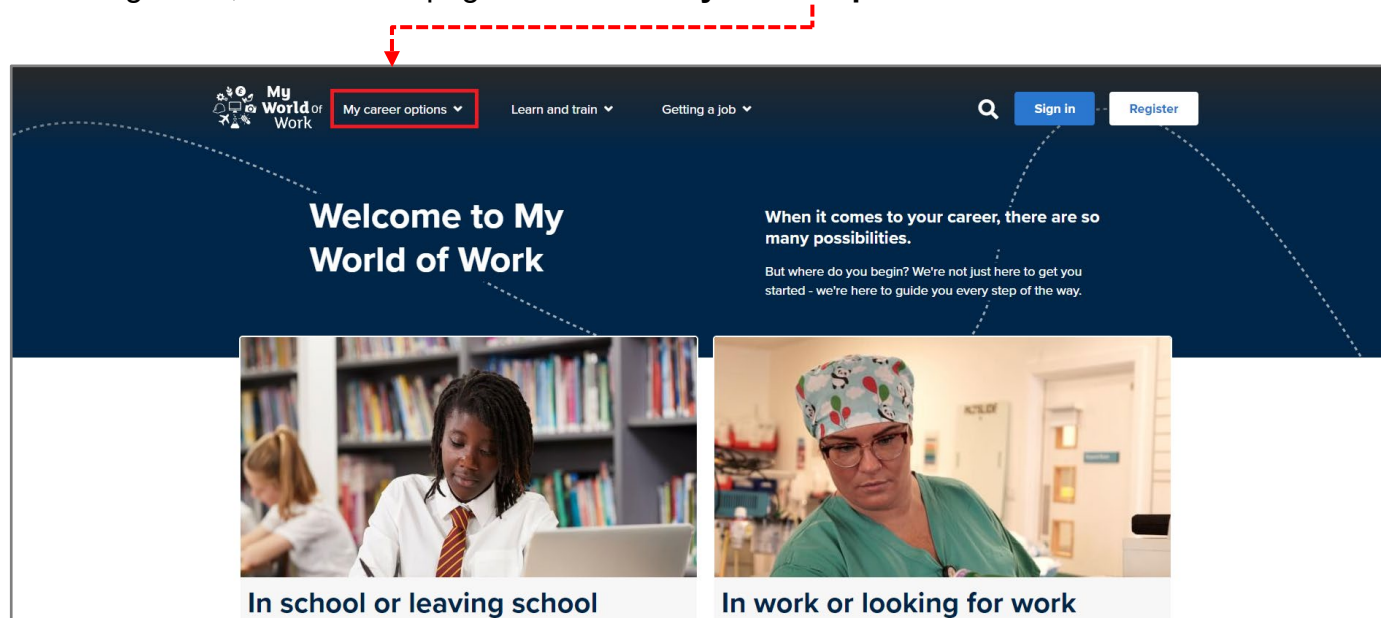 My
World of
Work
My career options
Learn and train
Getting a job
Sign in
Register
Welcome to My
World of Work
When it comes to your career, there are so
many possibilities.
But where do you begin? We're not just here to get you
started - we're here to guide you every step of the way.
In school or leaving school
In work or looking for work